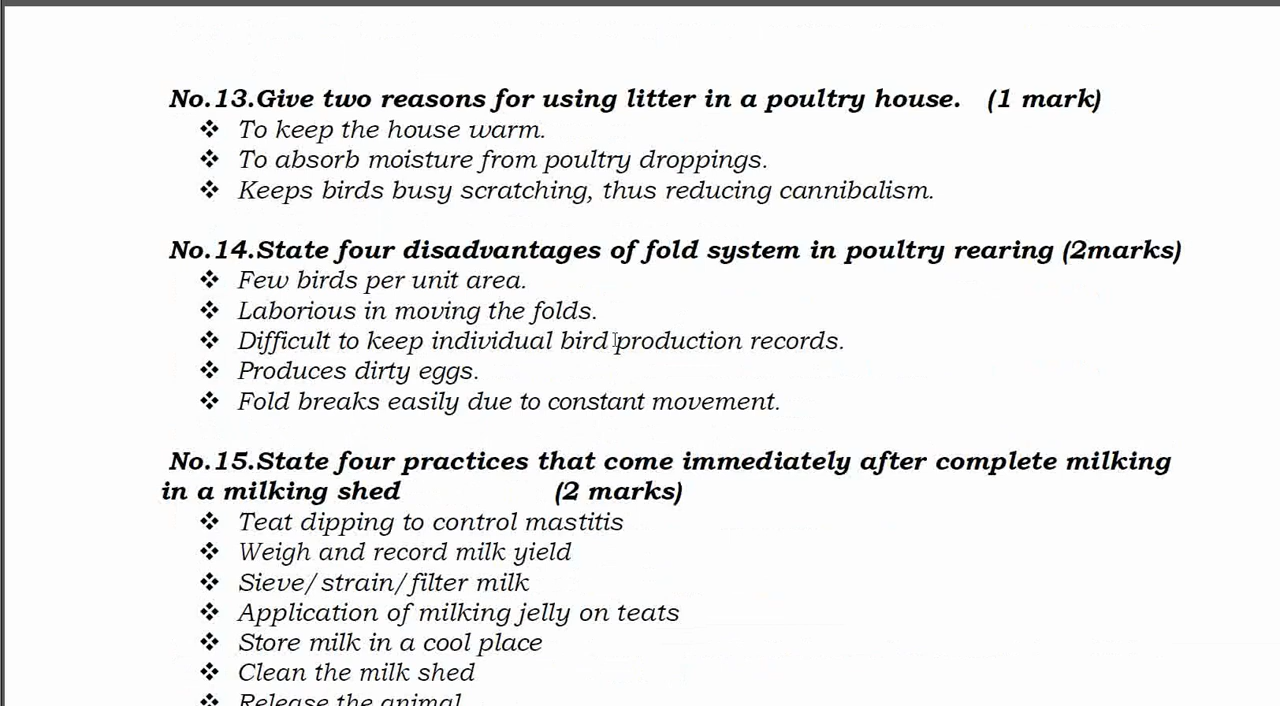 No.13.Give two reasons for using litter in a poultry house. (1 mark)
❖ To keep the house warm.
❖ To absorb moisture from poultry droppings.
❖ Keeps birds busy scratching, thus reducing cannibalism.
No.14.State four disadvantages of fold system in poultry rearing (2marks)
❖ Few birds per unit area.
❖ Laborious in moving the folds.
❖ Difficult to keep individual bird production records.
❖ Produces dirty eggs.
❖ Fold breaks easily due to constant movement.
No.15.State four practices that come immediately after complete milking
in a milking shed (2 marks)
❖ Teat dipping to control mastitis
❖ Weigh and record milk yield
❖ Sieve/strain/filter milk
❖ Application of milking jelly on teats
❖ Store milk in a cool place
❖ Clean the milk shed
❖ Release the animal